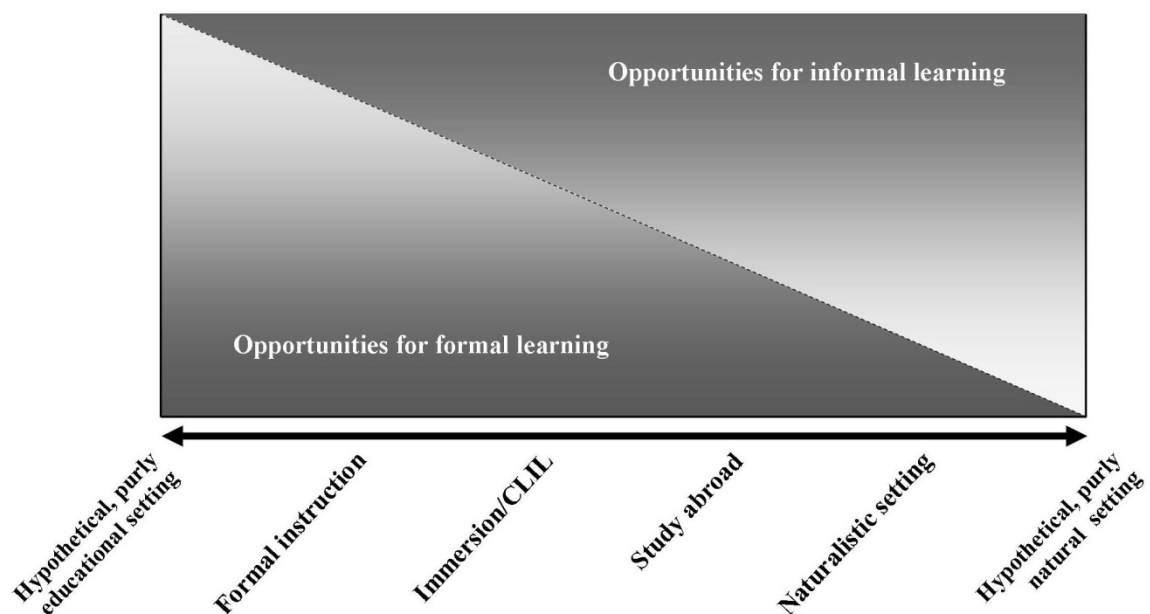 Opportunities for informal learning
Opportunities for formal learning
Hypothetical, purly
educational setting
Formal instruction
Immersion/CLIL
Study abroad
Naturalistic setting
Hypothetical, purly
natural setting